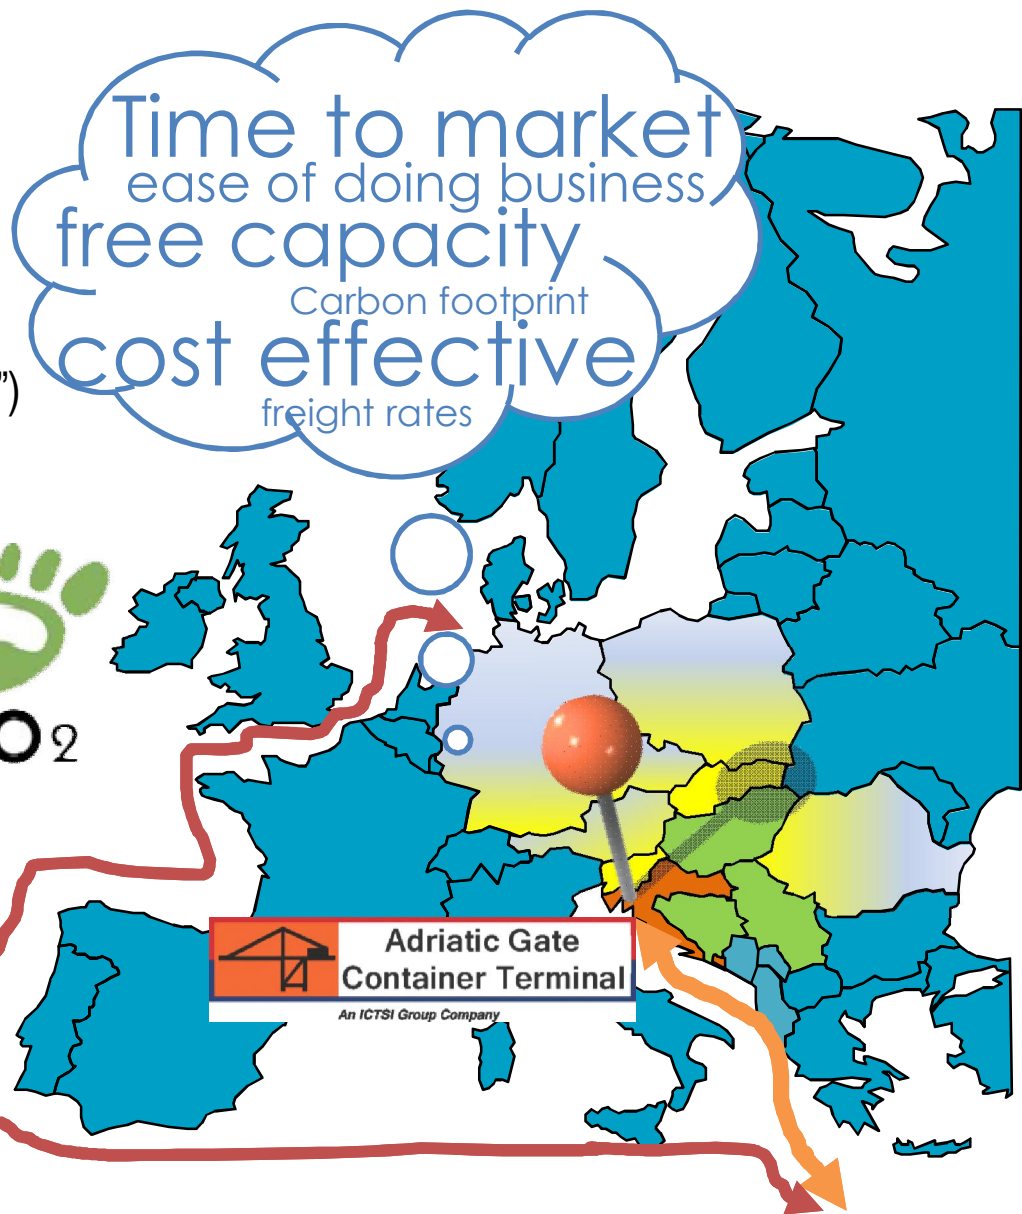 Time to market
ease of doing business
free capacity
Carbon footprint
cost effective
freight rates
”)
O2
Adriatic Gate
Container Terminal
An ICTSI Group Company